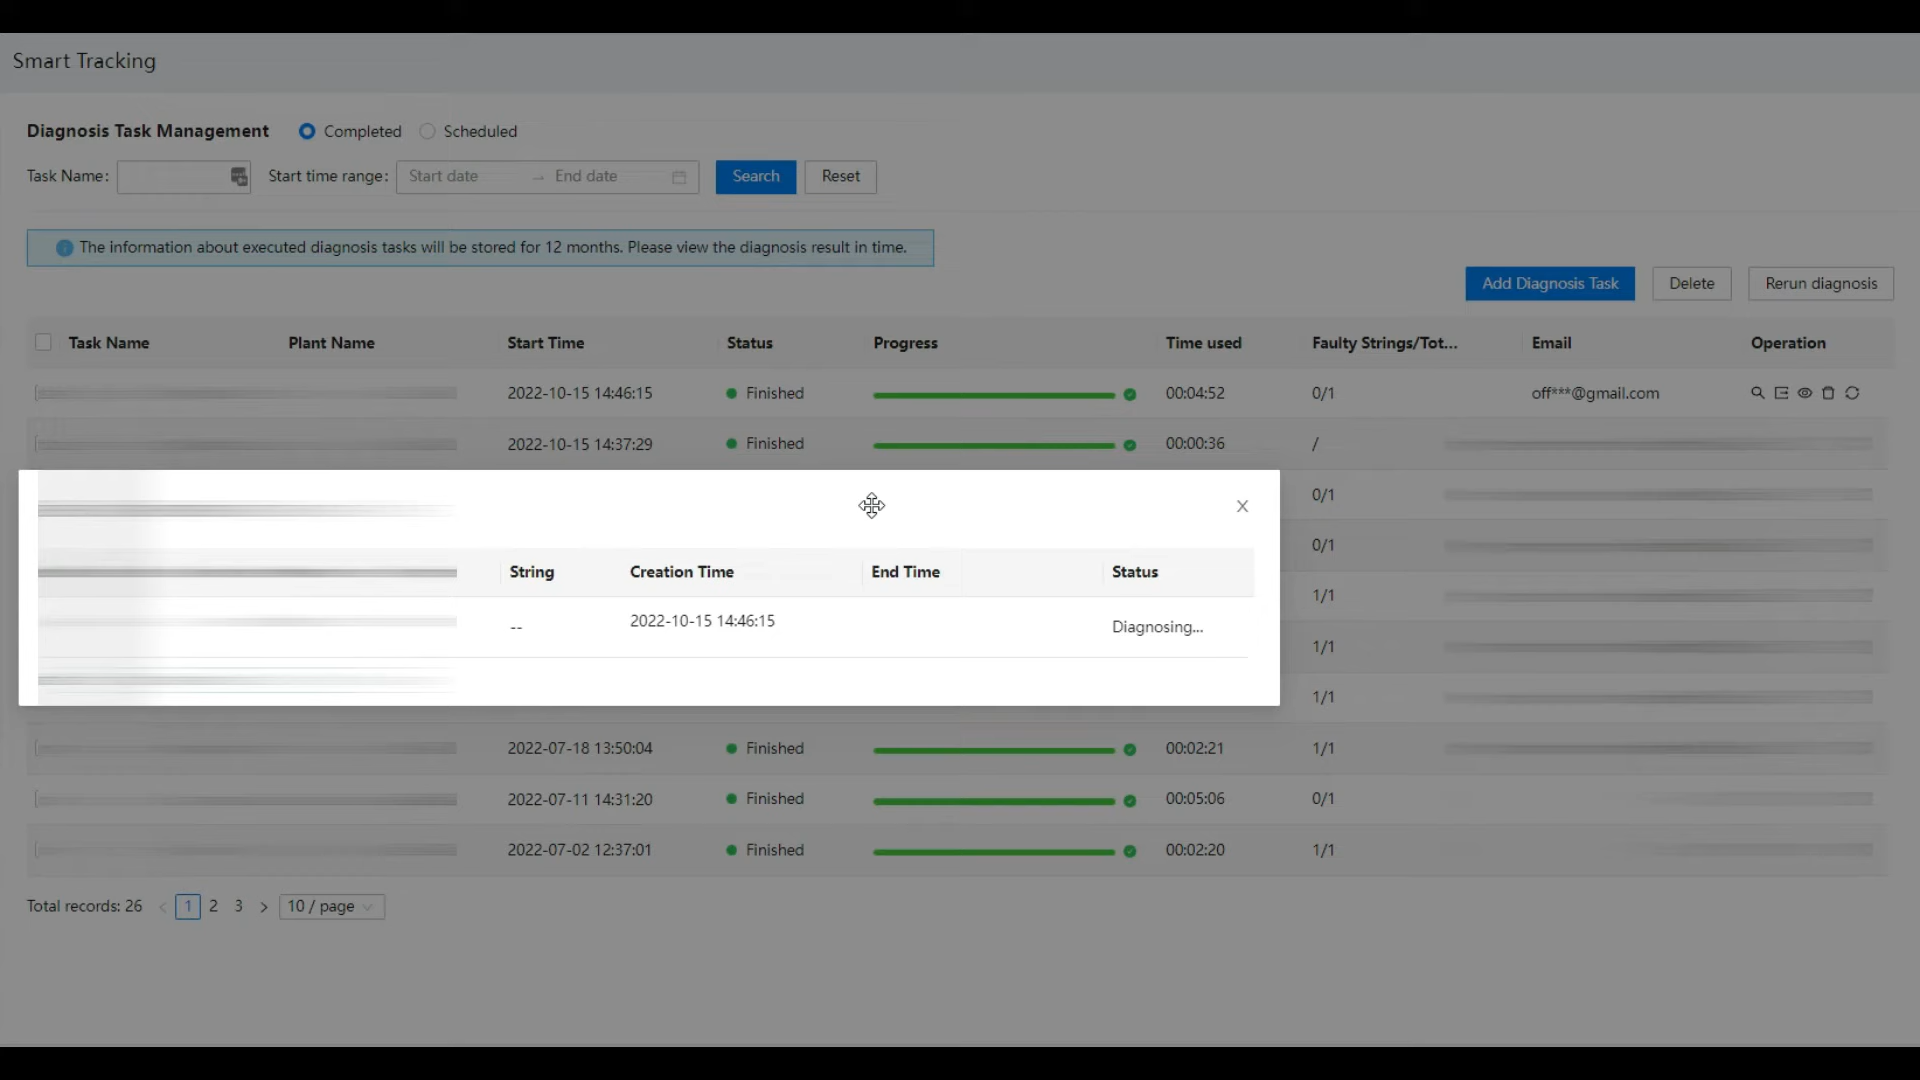 Smart Tracking
Diagnosis Task Management Completed Scheduled
Task Name: Start time range: Start date → End date Search Reset
The information about executed diagnosis tasks will be stored for 12 months. Please view the diagnosis result in time.
Add Diagnosis Task Delete Rerun diagnosis
Task Name Plant Name Start Time Status Progress Time used Faulty Strings/Tot... Email Operation
2022-10-15 14:46:15 Finished 00:04:52 0/1 off***@gmail.com
2022-10-15 14:37:29 Finished 00:00:36 /
0/1
0/1
String Creation Time End Time Status
1/1
-- 2022-10-15 14:46:15 Diagnosing...
1/1
1/1
2022-07-18 13:50:04 Finished 00:02:21 1/1
2022-07-11 14:31:20 Finished 00:05:06 0/1
2022-07-02 12:37:01 Finished 00:02:20 1/1
Total records: 26 < 1 2 3 > 10 / page